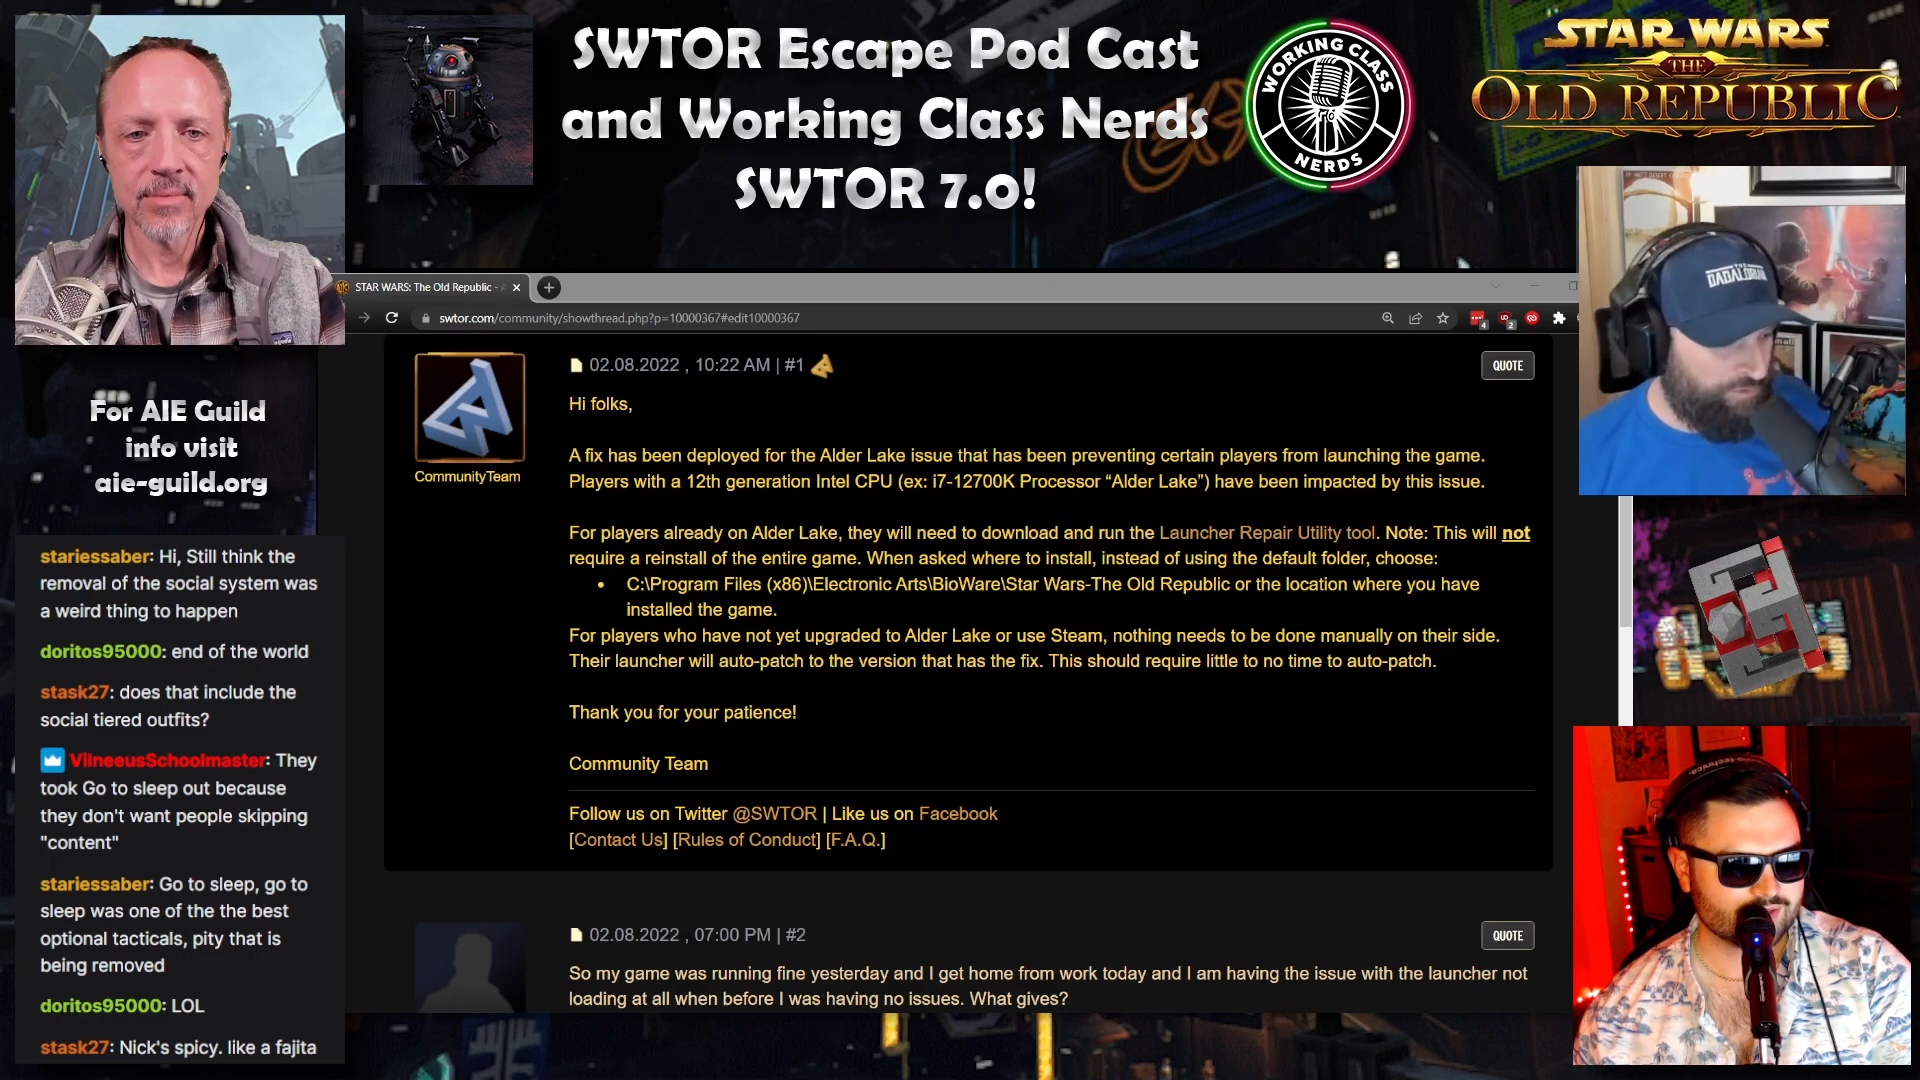 SWTOR Escape Pod Cast
and Working Class Nerds
SWTOR 7.0!
WORKING CLASS
NERDS
STAR WARS
THE
OLD REPUBLIC
THE
DADALORIAN
STAR WARS: The Old Republic -
swtor.com/community/showthread.php?p=10000367#edit10000367
4
2
For AIE Guild
info visit
aie-guild.org
CommunityTeam
02.08.2022 , 10:22 AM | #1
QUOTE
Hi folks,
A fix has been deployed for the Alder Lake issue that has been preventing certain players from launching the game.
Players with a 12th generation Intel CPU (ex: i7-12700K Processor “Alder Lake”) have been impacted by this issue.
For players already on Alder Lake, they will need to download and run the Launcher Repair Utility tool. Note: This will not
require a reinstall of the entire game. When asked where to install, instead of using the default folder, choose:
• C:\Program Files (x86)\Electronic Arts\BioWare\Star Wars-The Old Republic or the location where you have
installed the game.
For players who have not yet upgraded to Alder Lake or use Steam, nothing needs to be done manually on their side.
Their launcher will auto-patch to the version that has the fix. This should require little to no time to auto-patch.
Thank you for your patience!
Community Team
Follow us on Twitter @SWTOR | Like us on Facebook
[Contact Us] [Rules of Conduct] [F.A.Q.]
02.08.2022 , 07:00 PM | #2
QUOTE
So my game was running fine yesterday and I get home from work today and I am having the issue with the launcher not
loading at all when before I was having no issues. What gives?
stariessaber: Hi, Still think the
removal of the social system was
a weird thing to happen
doritos95000: end of the world
stask27: does that include the
social tiered outfits?
VilneeusSchoolmaster: They
took Go to sleep out because
they don't want people skipping
"content"
stariessaber: Go to sleep, go to
sleep was one of the the best
optional tacticals, pity that is
being removed
doritos95000: LOL
stask27: Nick's spicy. like a fajita